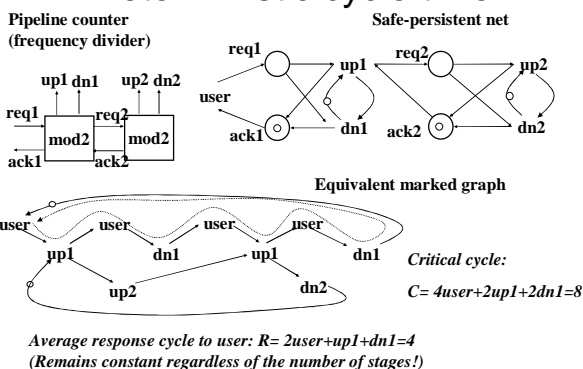 Pipeline counter
(frequency divider)
Safe-persistent net
up1 dn1 up2 dn2
req1 req2
mod2 mod2
ack1 ack2
req1 up1 req2 up2
user
ack1 dn1 ack2 dn2
Equivalent marked graph
user user user user
up1 dn1 up1 dn1
up2 dn2
Critical cycle:
C= 4user+2up1+2dn1=8
Average response cycle to user: R= 2user+up1+dn1=4
(Remains constant regardless of the number of stages!)